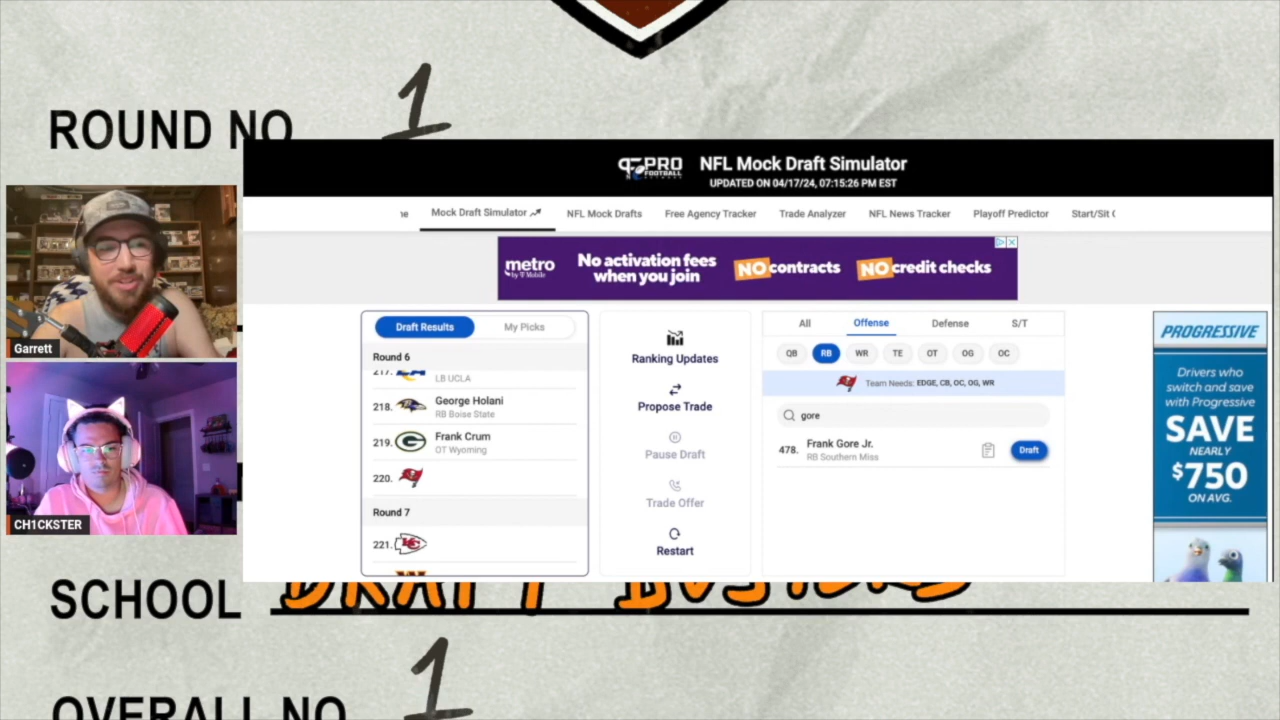 ROUND NO 1
PRO FOOTBALL NETWORK
NFL Mock Draft Simulator
UPDATED ON 04/17/24, 07:15:26 PM EST
Mock Draft Simulator
NFL Mock Drafts
Free Agency Tracker
Trade Analyzer
NFL News Tracker
Playoff Predictor
Start/Sit
metro
by T Mobile
No activation fees
when you join
NO contracts
NO credit checks
Garrett
CH1CKSTER
Draft Results
My Picks
Round 6
217.
LB UCLA
218.
George Holani
RB Boise State
219.
Frank Crum
OT Wyoming
220.
Round 7
221.
Ranking Updates
Propose Trade
Pause Draft
Trade Offer
Restart
All
Offense
Defense
S/T
QB
RB
WR
TE
OT
OG
OC
Team Needs: EDGE, CB, OC, OG, WR
gore
478.
Frank Gore Jr.
RB Southern Miss
Draft
PROGRESSIVE
Drivers who
switch and save
with Progressive
SAVE
NEARLY
$750
ON AVG.
SCHOOL DRAFT BUSTERS
OVERALL NO 1